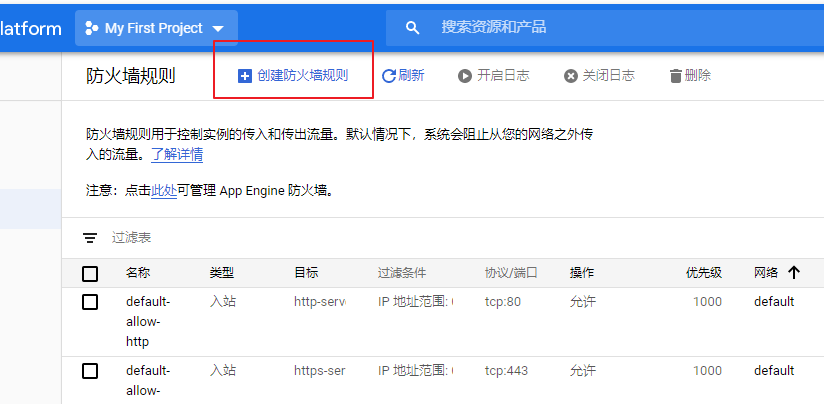 latform My First Project 搜索资源和产品
防火墙规则 创建防火墙规则 刷新 开启日志 关闭日志 删除
防火墙规则用于控制实例的传入和传出流量。默认情况下，系统会阻止从您的网络之外传
入的流量。了解详情
注意：点击此处可管理 App Engine 防火墙。
过滤表
名称 类型 目标 过滤条件 协议/端口 操作 优先级 网络
default-allow-http 入站 http-serv IP 地址范围: tcp:80 允许 1000 default
default-allow- 入站 https-ser IP 地址范围: tcp:443 允许 1000 default